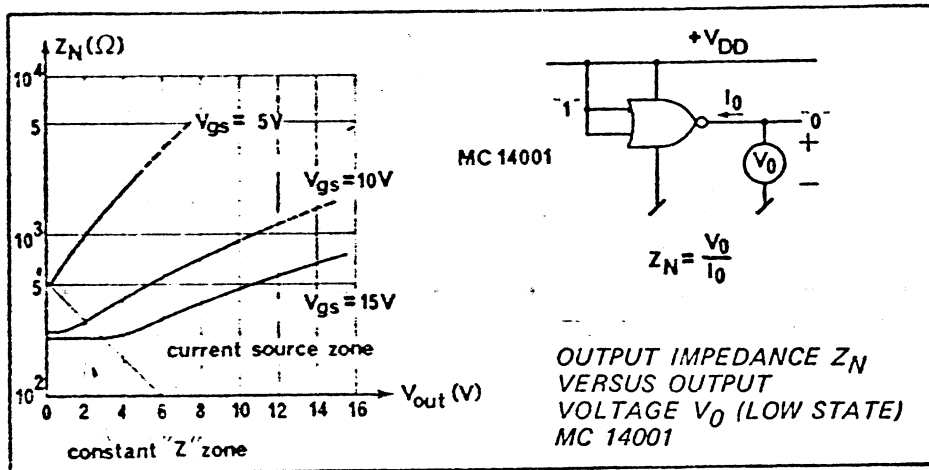 Z_N(Ω)
10^4
5
V_gs = 5V
V_gs=10V
10^3
5
V_gs=15V
current source zone
10^2
0 2 4 6 8 10 12 14 16
V_out(V)
constant "Z" zone
+V_DD
"1"
I_0
"0"
MC 14001
V_0
+
−
Z_N = V_0
I_0
OUTPUT IMPEDANCE Z_N
VERSUS OUTPUT
VOLTAGE V_0 (LOW STATE)
MC 14001